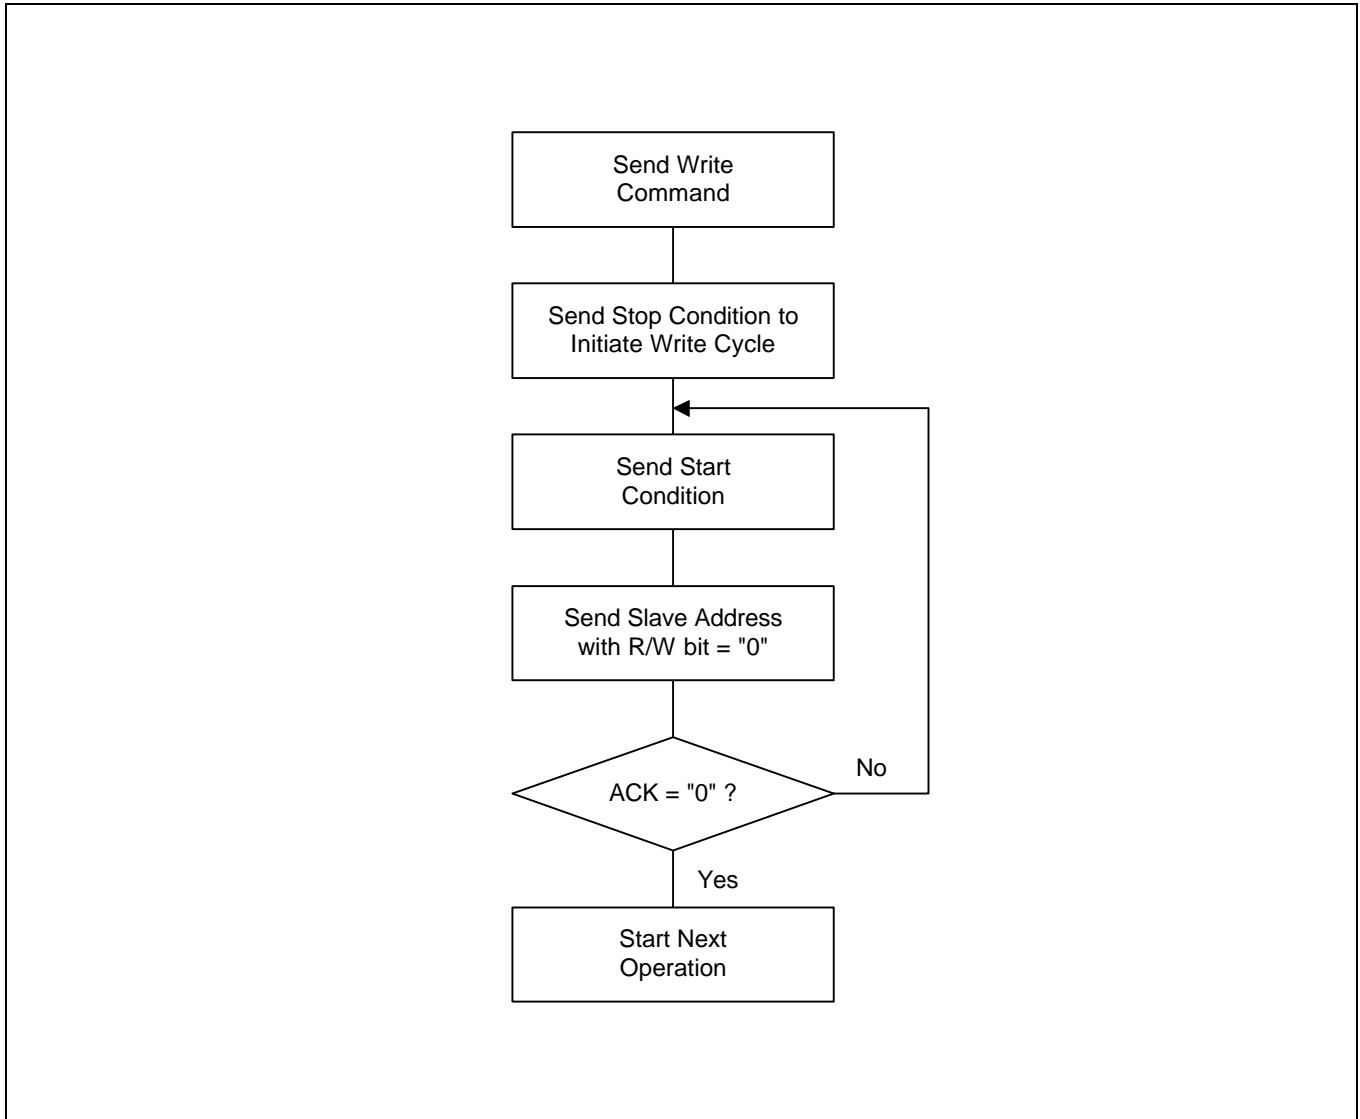 Send Write
Command
Send Stop Condition to
Initiate Write Cycle
Send Start
Condition
Send Slave Address
with R/W bit = "0"
ACK = "0" ?
No
Yes
Start Next
Operation